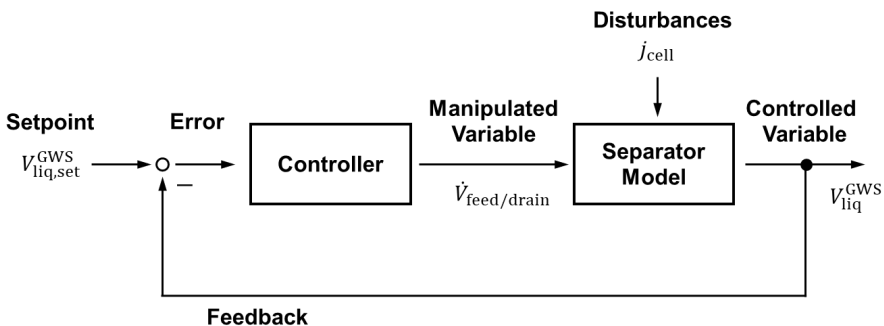 Disturbances
j_cell
Setpoint
Error
Manipulated
Variable
Controlled
Variable
V_liq,set^GWS
−
Controller
Separator
Model
V̇_feed/drain
V_liq^GWS
Feedback